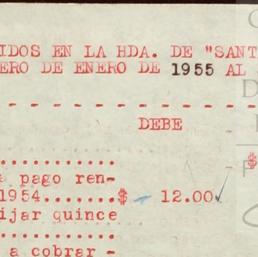 IDOS EN LA HDA. DE "SANT
ERO DE ENERO DE 1955 AL
DEBE
$
a pago ren-
1954.......$ - 12.00✓
ijar quince
a cobrar -